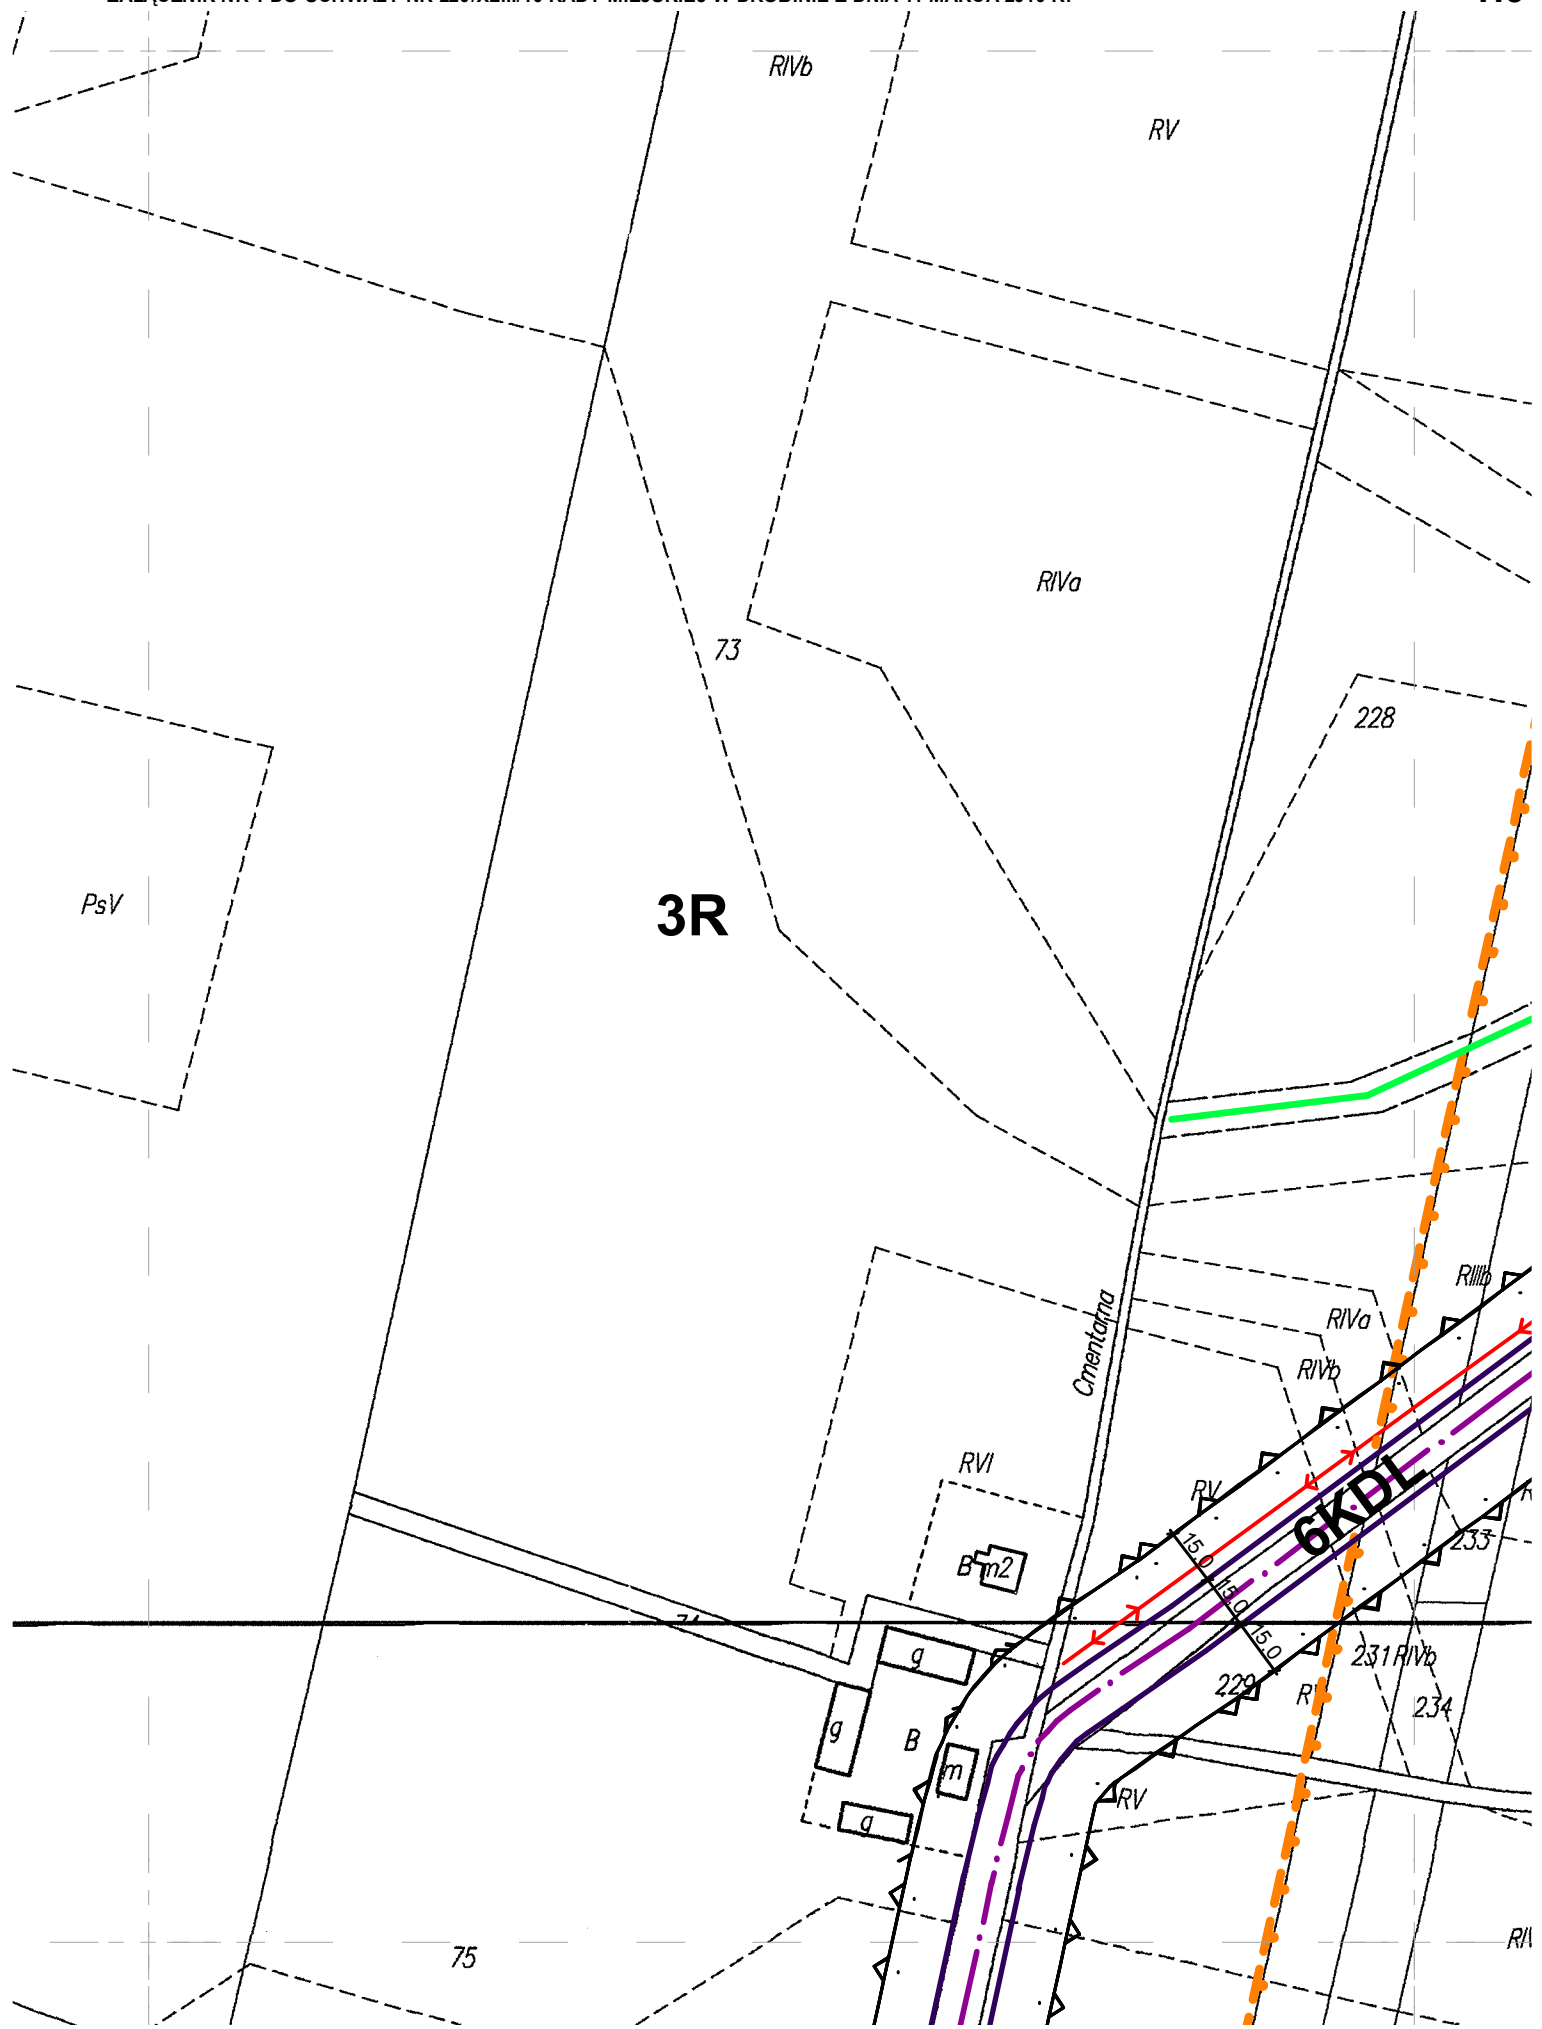 RIVb
RV
RIVa
73
228
PsV
3R
RIIIb
RIVa
Cmentarna
RIVb
RVI
RV
6KDL
233
B m2
15.0
15.0
15.0
g
231 RIVb
229
234
g
B
m
RV
g
75